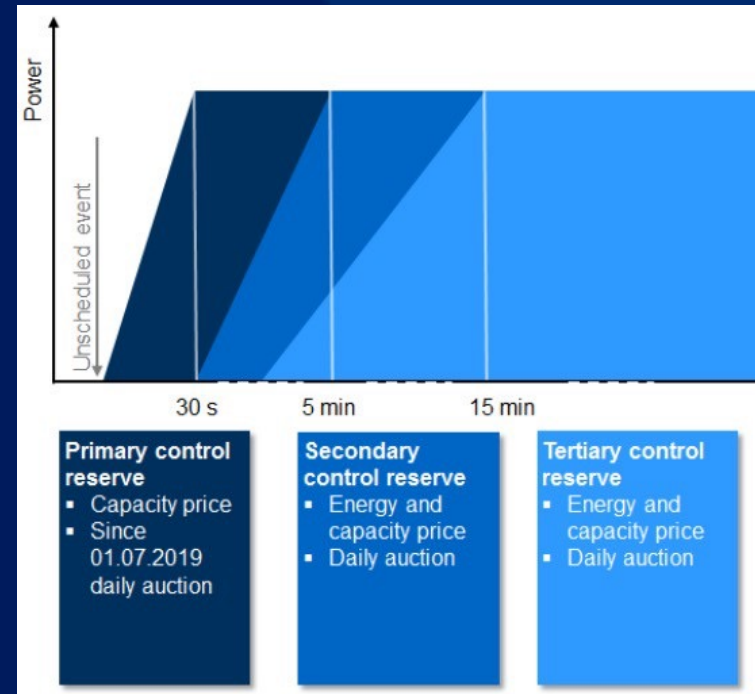 Power
Unscheduled event
30 s
5 min
15 min
Primary control
reserve
▪ Capacity price
▪ Since
01.07.2019
daily auction
Secondary
control reserve
▪ Energy and
capacity price
▪ Daily auction
Tertiary control
reserve
▪ Energy and
capacity price
▪ Daily auction